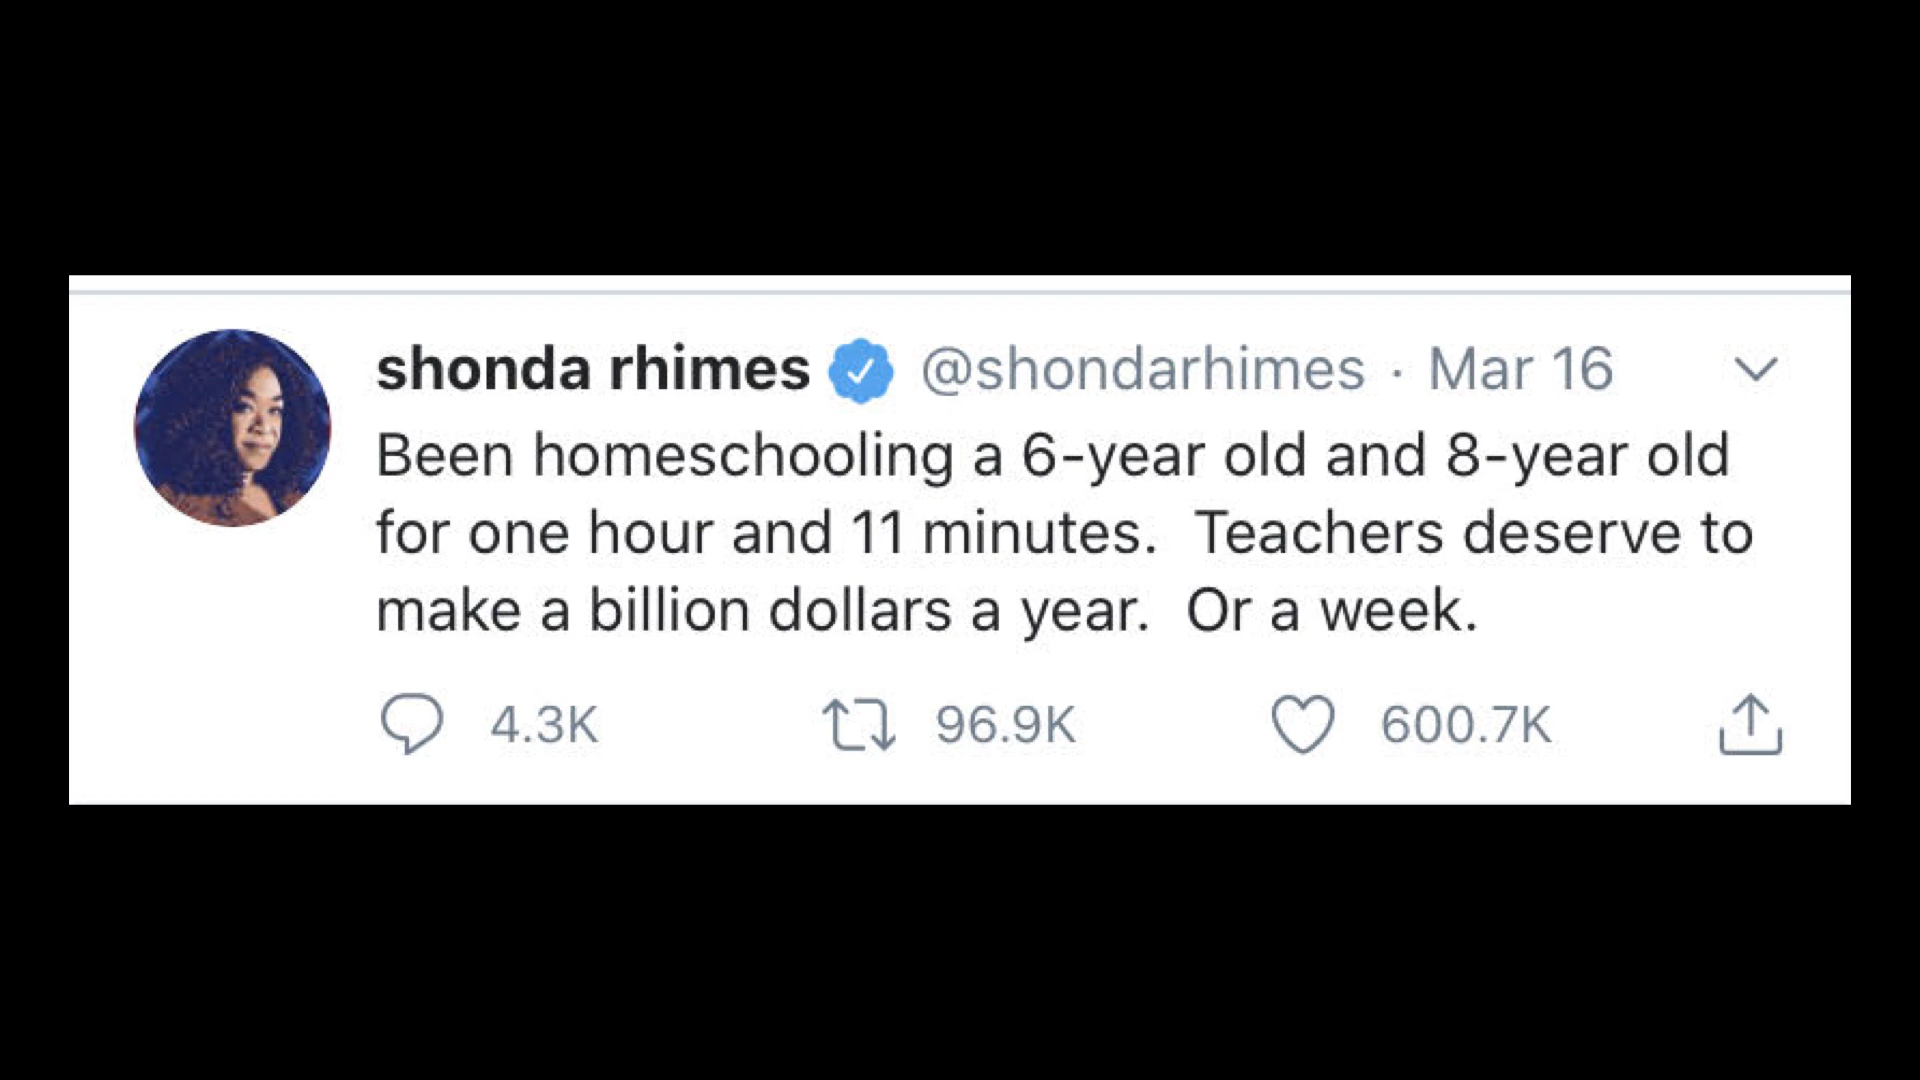 shonda rhimes @shondarhimes · Mar 16
Been homeschooling a 6-year old and 8-year old
for one hour and 11 minutes.  Teachers deserve to
make a billion dollars a year.  Or a week.
4.3K 96.9K 600.7K